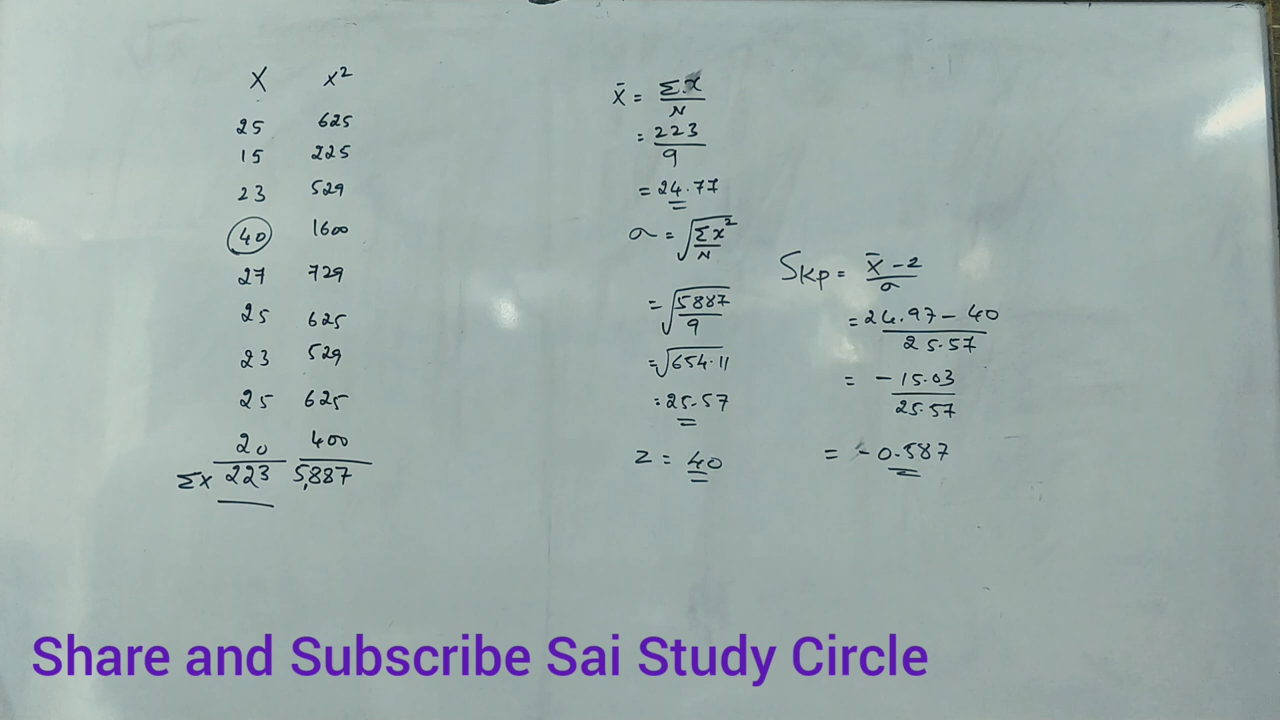 X X²
25 625
15 225
23 529
40 1600
27 729
25 625
23 529
25 625
20 400
Σx 223 5,887
X̄ = Σx/N
= 223/9
= 24.77
σ = √Σx²/N
= √5887/9
= √654.11
= 25.57
Z = 40
SKp = X̄ - Z/σ
= 24.97 - 40/25.57
= -15.03/25.57
= -0.587
Share and Subscribe Sai Study Circle